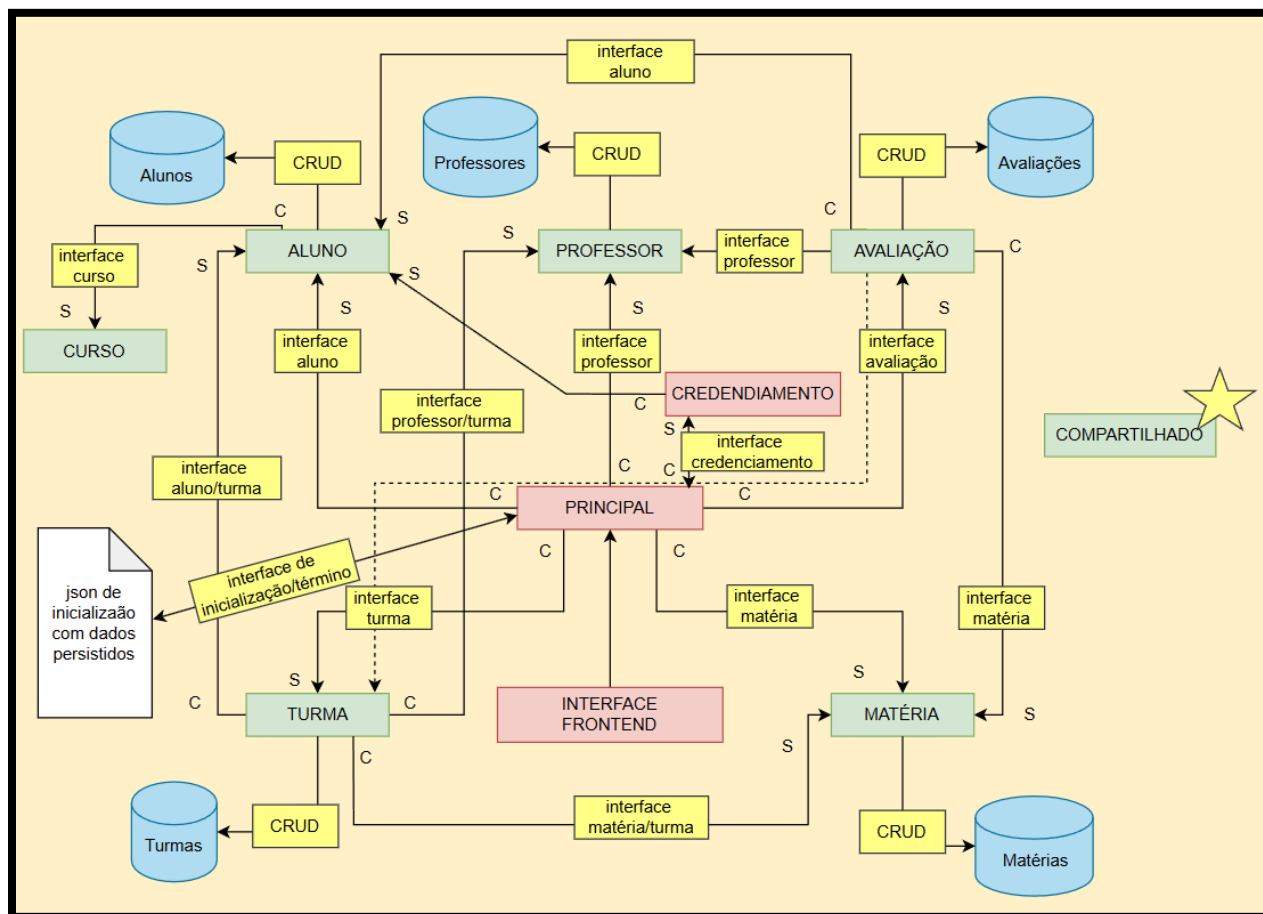 interface
aluno
CRUD
Alunos
CRUD
Professores
CRUD
Avaliações
C
S
C
interface
curso
S
ALUNO
S
S
PROFESSOR
interface
professor
AVALIAÇÃO
C
S
S
S
S
CURSO
interface
aluno
interface
professor
interface
avaliação
interface
professor/turma
CREDENDIAMENTO
C
S
interface
credenciamento
COMPARTILHADO
interface
aluno/turma
C
C
C
PRINCIPAL
C
C
C
json de
inicializaão
com dados
persistidos
interface de
inicialização/término
interface
turma
interface
matéria
interface
matéria
S
S
C
TURMA
C
INTERFACE
FRONTEND
MATÉRIA
S
C
S
interface
matéria/turma
CRUD
Turmas
CRUD
Matérias